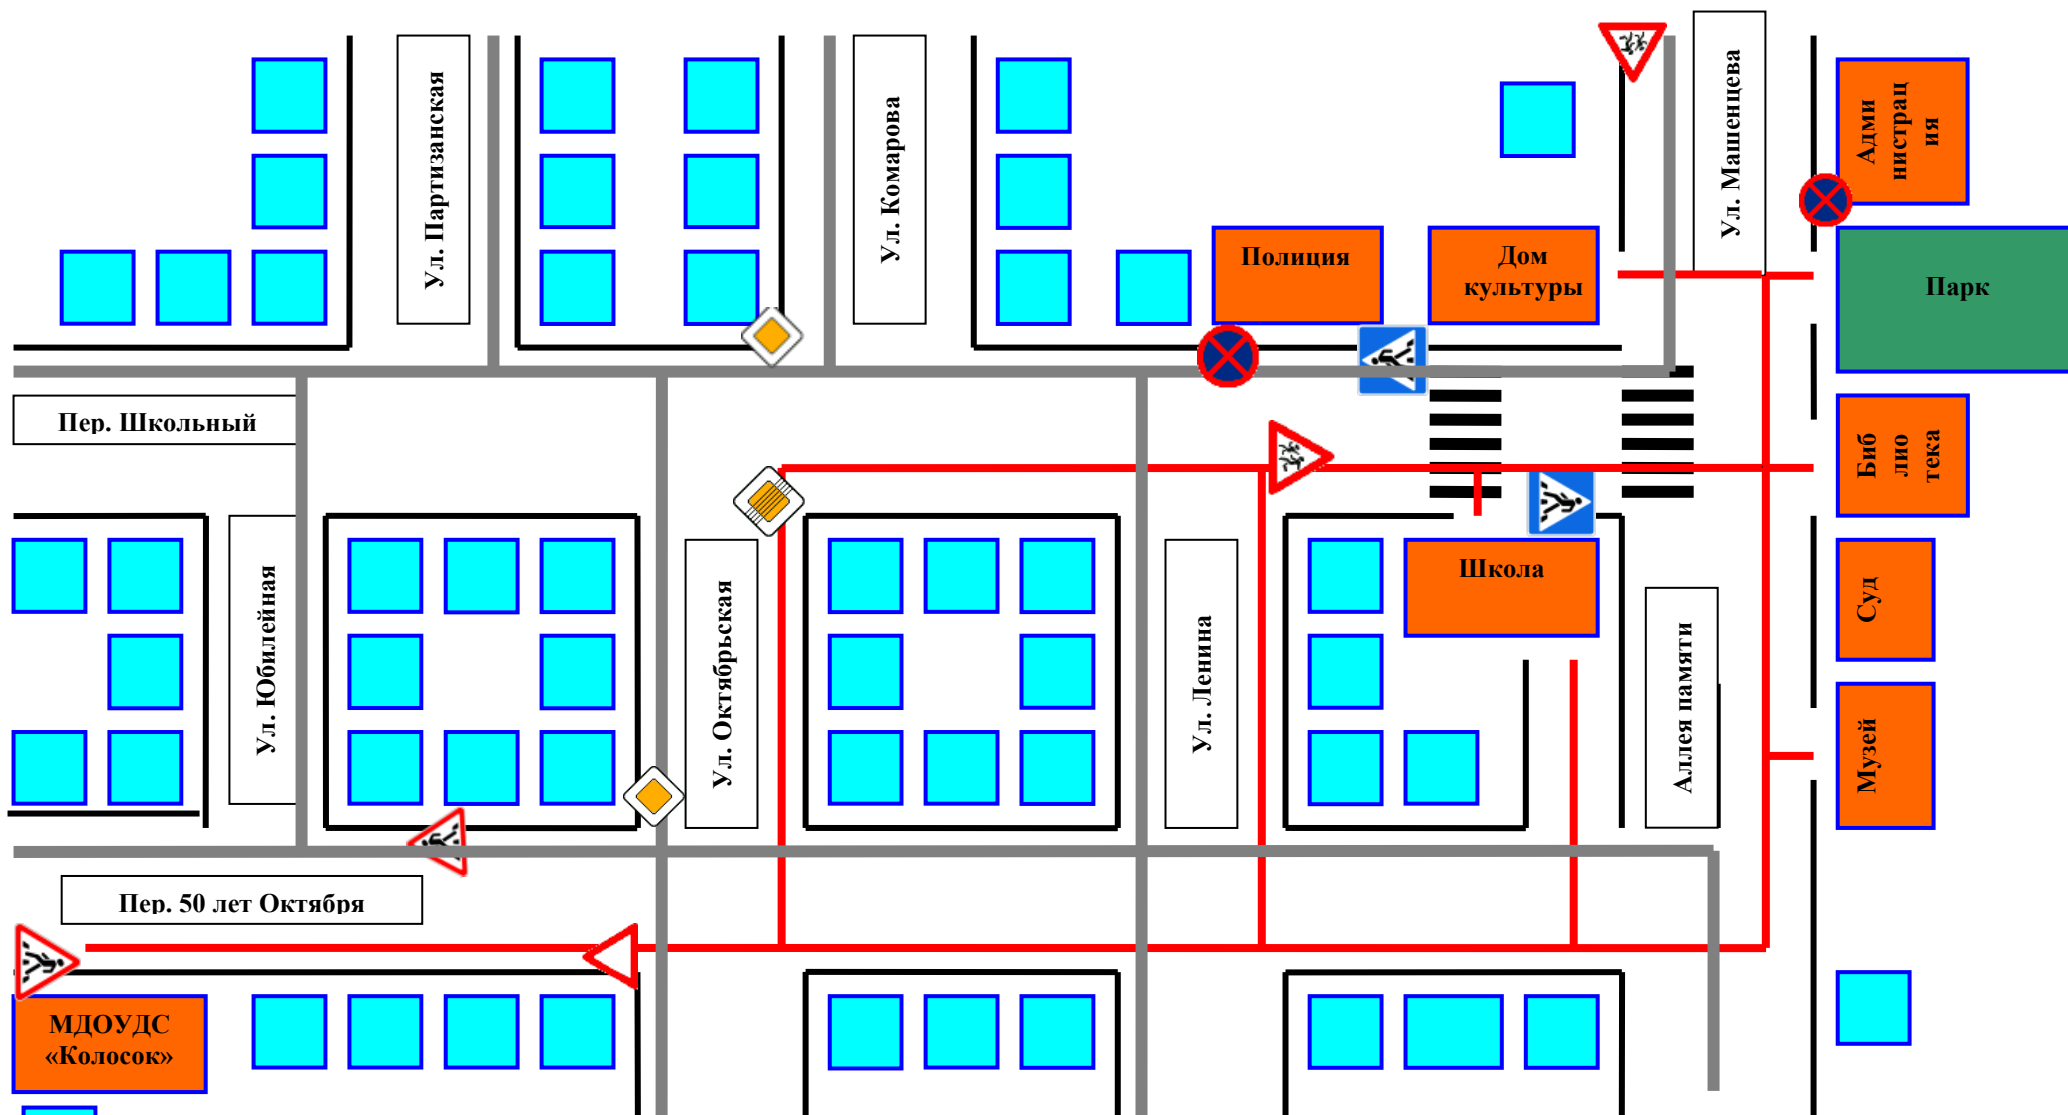 Ул. Партизанская
Ул. Комарова
Ул. Машенцева
Адми
нистрац
ия
Полиция
Дом
культуры
Парк
Пер. Школьный
Биб
лио
тека
Ул. Юбилейная
Ул. Октябрьская
Ул. Ленина
Школа
Аллея памяти
Суд
Музей
Пер. 50 лет Октября
МДОУДС
«Колосок»